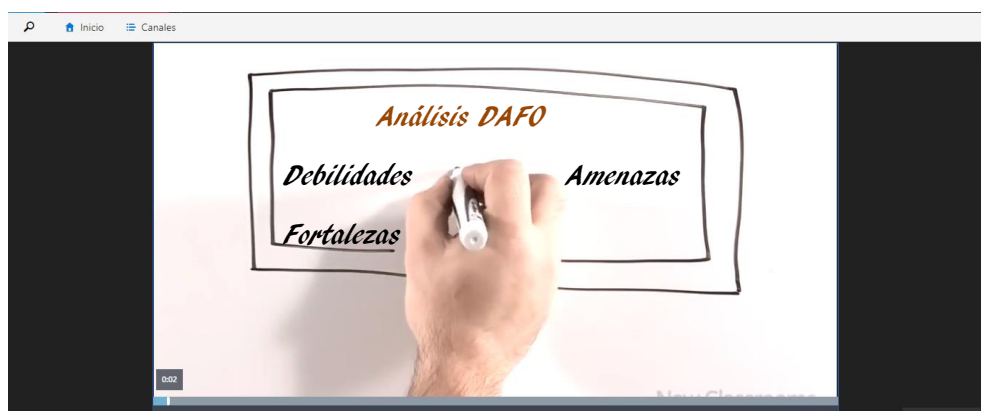 Inicio Canales
Análisis DAFO
Debilidades Amenazas
Fortalezas
0:02